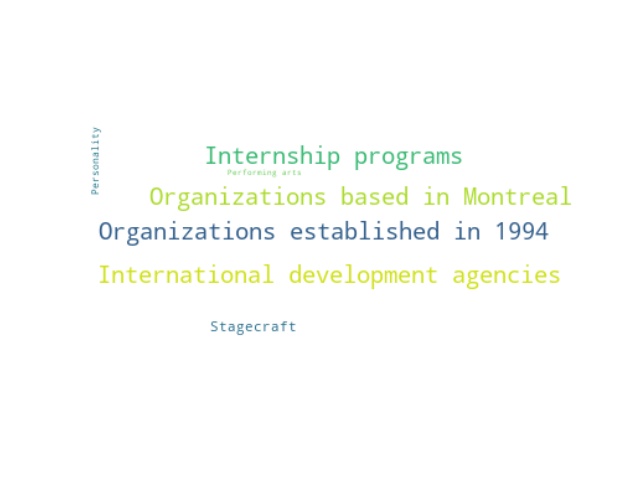 Personality
Internship programs
Performing arts
Organizations based in Montreal
Organizations established in 1994
International development agencies
Stagecraft